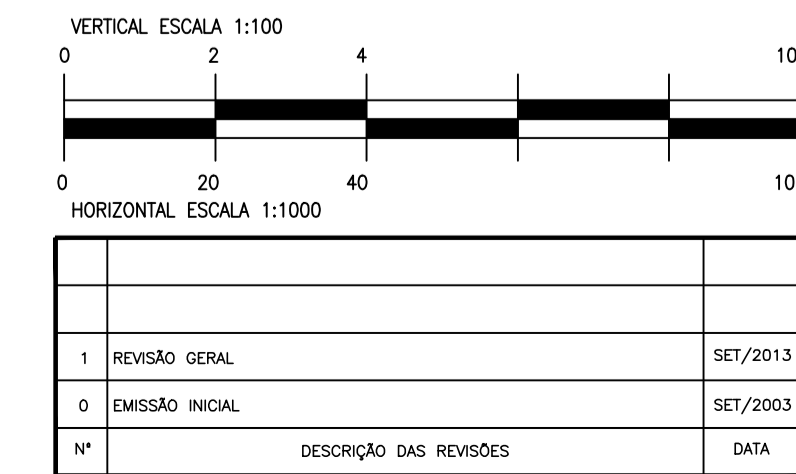 VERTICAL ESCALA 1:100
0 2 4 10
0 20 40 10
HORIZONTAL ESCALA 1:1000
1 REVISÃO GERAL SET/2013
0 EMISSÃO INICIAL SET/2003
Nº DESCRIÇÃO DAS REVISÕES DATA